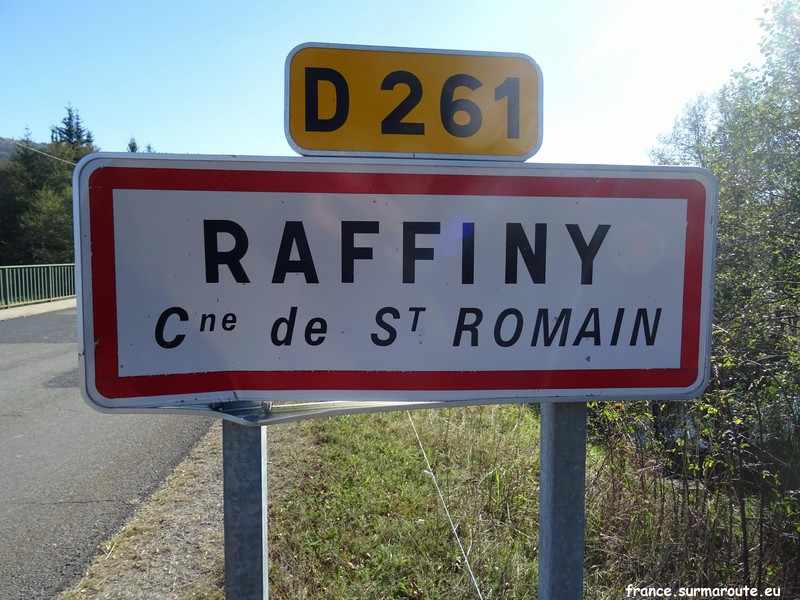 D 261
RAFFINY
Cne de ST ROMAIN
france.surmaroute.eu